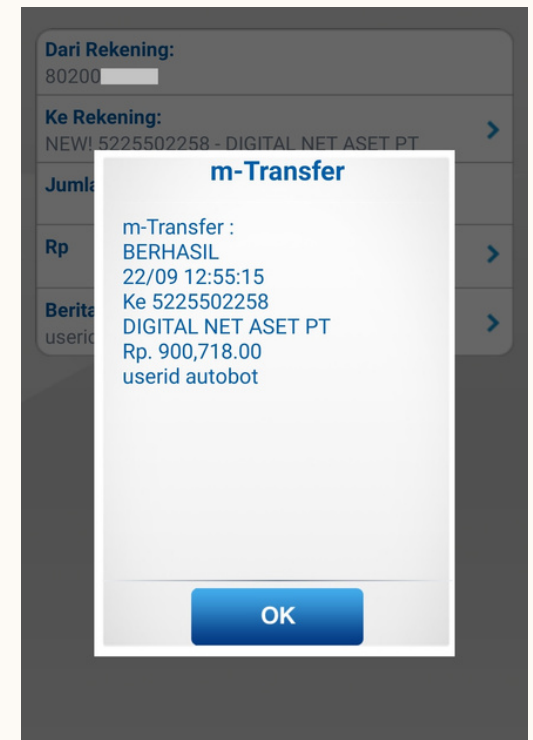 Dari Rekening:
80200
Ke Rekening:
NEW! 5225502258 - DIGITAL NET ASET PT
Rp
m-Transfer
m-Transfer :
BERHASIL
22/09 12:55:15
Ke 5225502258
DIGITAL NET ASET PT
Rp. 900,718.00
userid autobot
OK